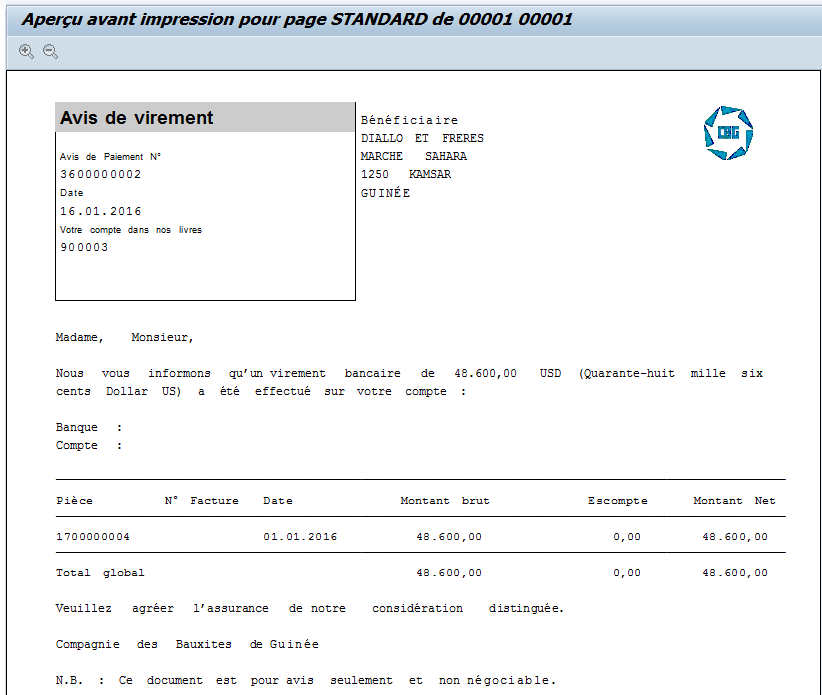 Aperçu avant impression pour page STANDARD de 00001 00001
Avis de virement
Avis de Paiement N°
3600000002
Date
16.01.2016
Votre compte dans nos livres
900003
Bénéficiaire
DIALLO ET FRERES
MARCHE SAHARA
1250 KAMSAR
GUINÉE
CBG
Madame, Monsieur,
Nous vous informons qu'un virement bancaire de 48.600,00 USD (Quarante-huit mille six
cents Dollar US) a été effectué sur votre compte :
Banque :
Compte :
Pièce N° Facture Date Montant brut Escompte Montant Net
1700000004 01.01.2016 48.600,00 0,00 48.600,00
Total global 48.600,00 0,00 48.600,00
Veuillez agréer l'assurance de notre considération distinguée.
Compagnie des Bauxites de Guinée
N.B. : Ce document est pour avis seulement et non négociable.